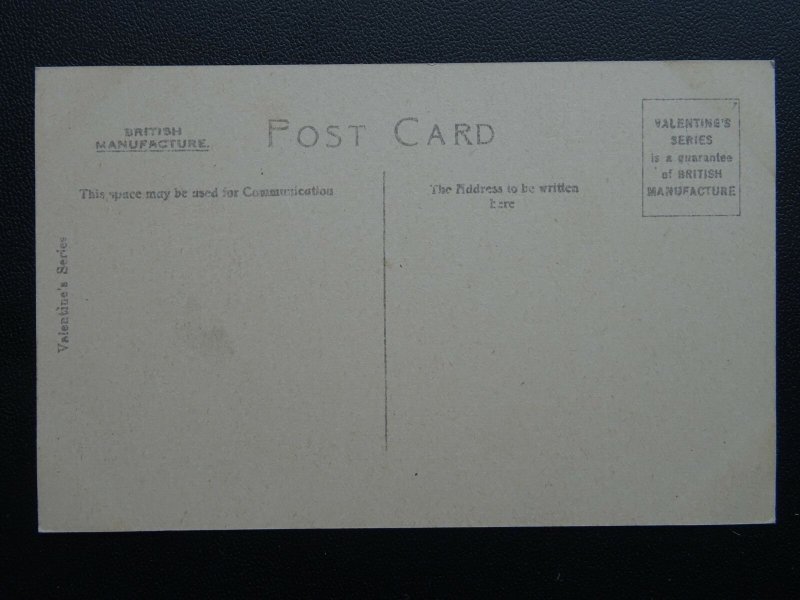 BRITISH
MANUFACTURE.
POST CARD
VALENTINE'S
SERIES
is a guarantee
of BRITISH
MANUFACTURE
This space may be used for Communication
The Address to be written
here
Valentine's Series